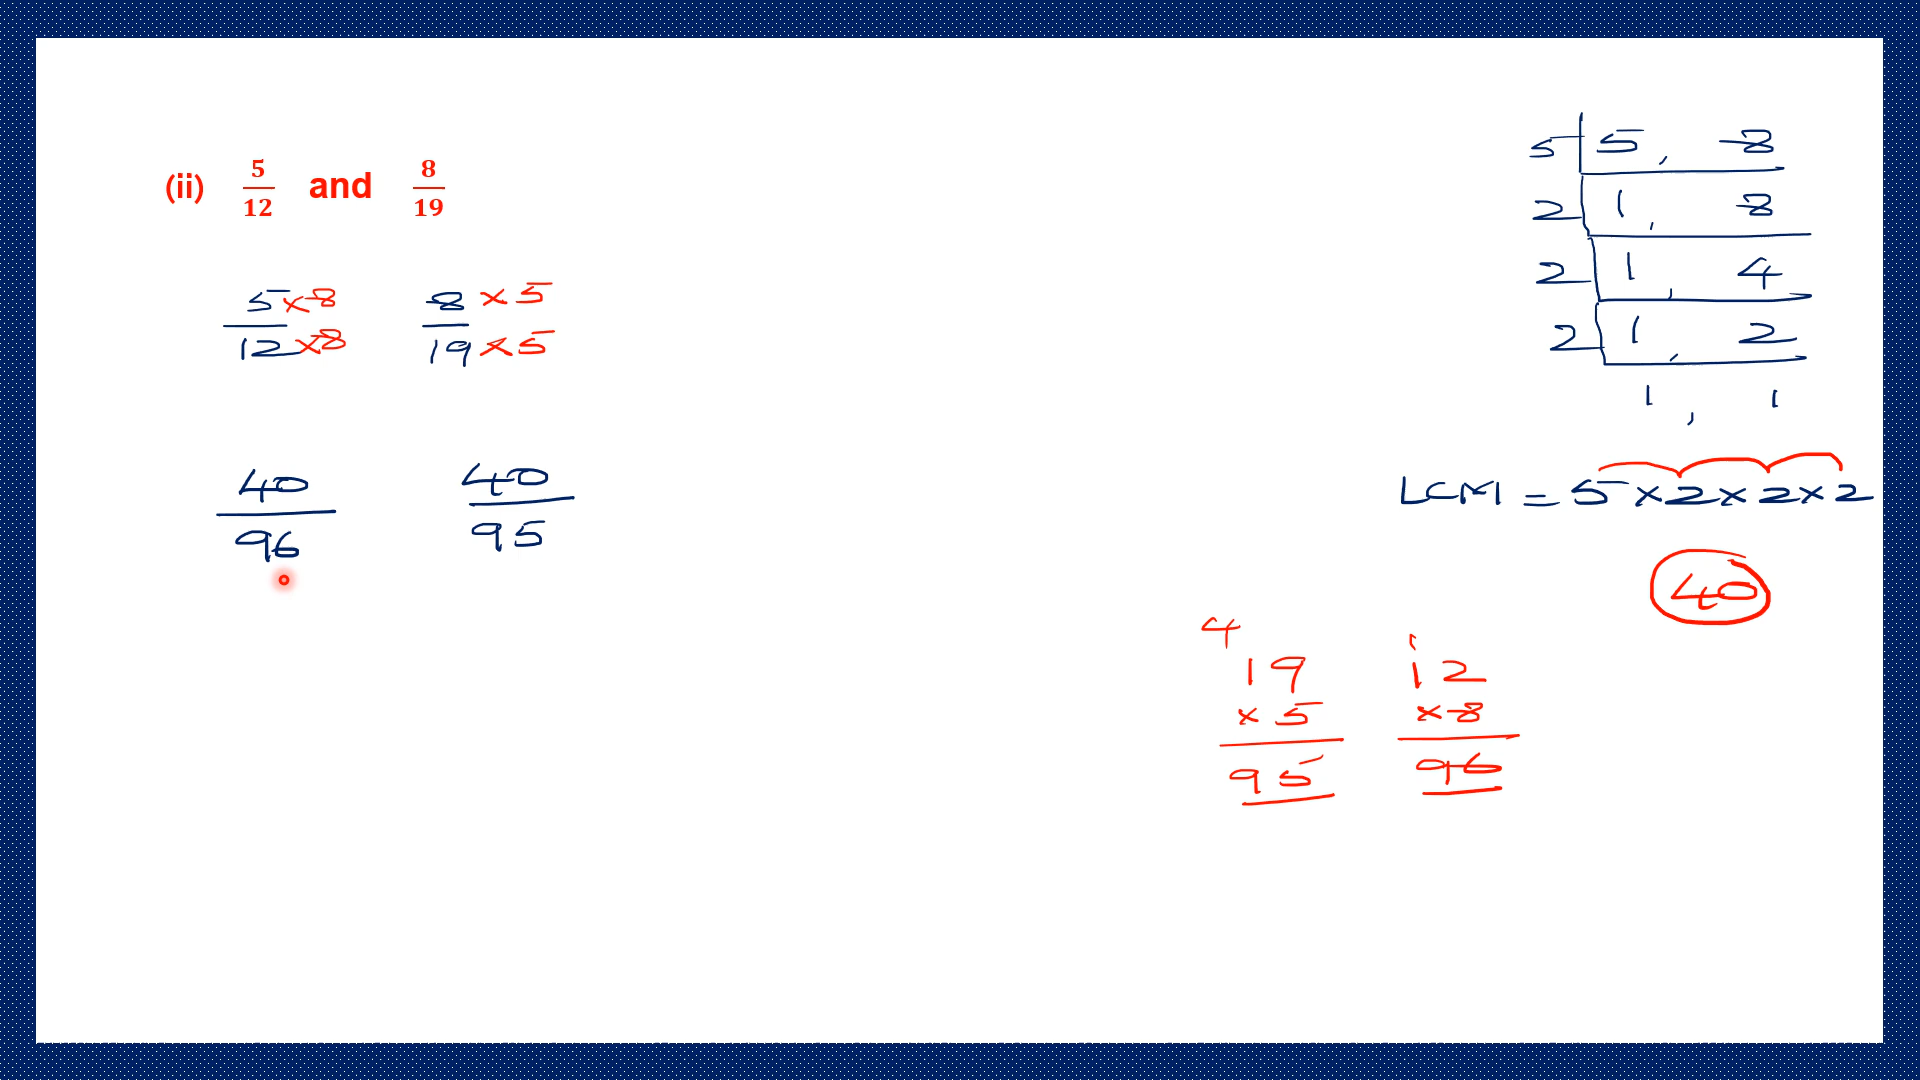 (ii) 5/12 and 8/19
5×8/12×8 8×5/19×5
40/96 40/95
5 | 5, 8
2 | 1, 8
2 | 1, 4
2 | 1, 2
1, 1
LCM = 5×2×2×2
40
4
19
×5
95
1
12
×8
96